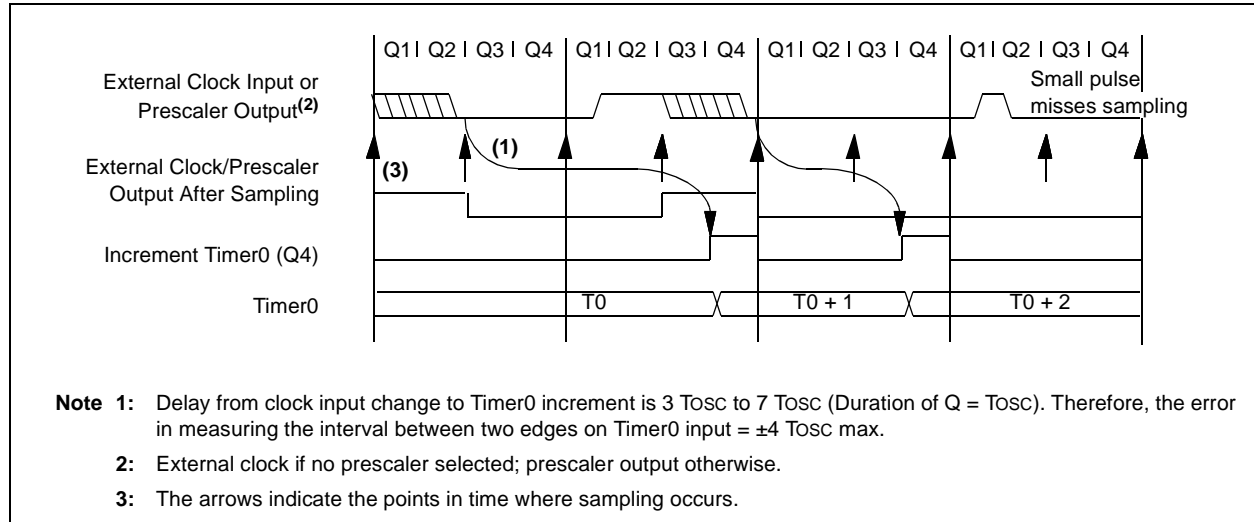 Q1 | Q2 | Q3 | Q4 Q1 | Q2 | Q3 | Q4 Q1 | Q2 | Q3 | Q4 Q1 | Q2 | Q3 | Q4
External Clock Input or
Prescaler Output(2)
Small pulse
misses sampling
(1)
External Clock/Prescaler
Output After Sampling
(3)
Increment Timer0 (Q4)
Timer0 T0 T0 + 1 T0 + 2
Note 1: Delay from clock input change to Timer0 increment is 3 TOSC to 7 TOSC (Duration of Q = TOSC). Therefore, the error
in measuring the interval between two edges on Timer0 input = ±4 TOSC max.
2: External clock if no prescaler selected; prescaler output otherwise.
3: The arrows indicate the points in time where sampling occurs.